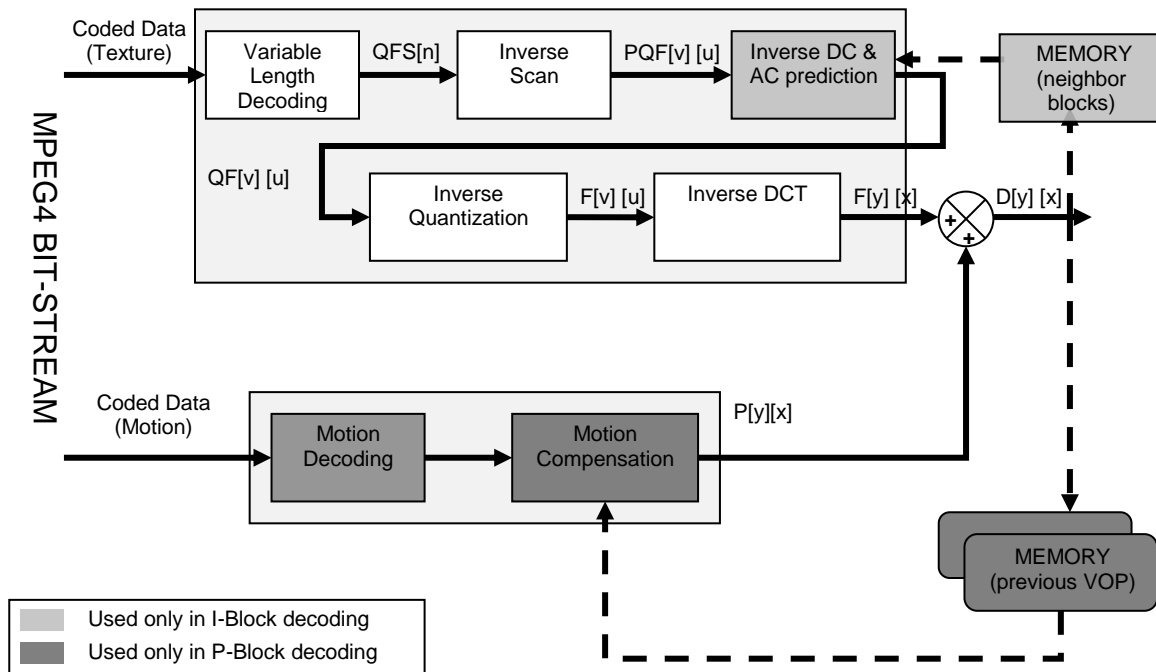 Coded Data
(Texture)
Variable
Length
Decoding
QFS[n]
Inverse
Scan
PQF[v] [u]
Inverse DC &
AC prediction
MEMORY
(neighbor
blocks)
MPEG4 BIT-STREAM
QF[v] [u]
Inverse
Quantization
F[v] [u]
Inverse DCT
F[y] [x]
+
+
D[y] [x]
Coded Data
(Motion)
Motion
Decoding
Motion
Compensation
P[y][x]
MEMORY
(previous VOP)
Used only in I-Block decoding
Used only in P-Block decoding